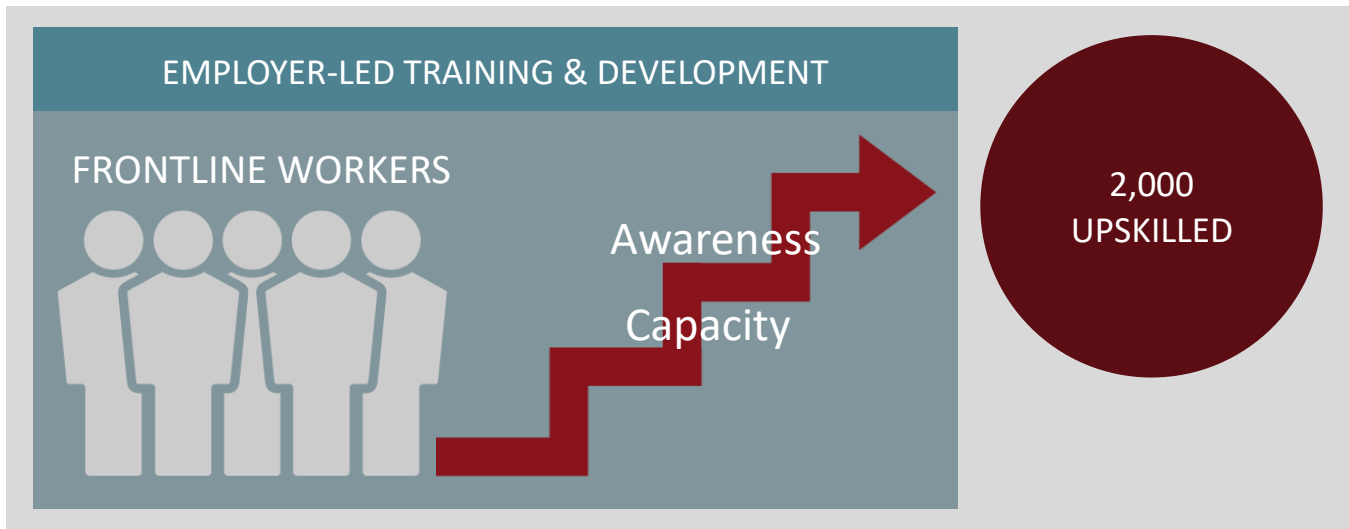 EMPLOYER-LED TRAINING & DEVELOPMENT
FRONTLINE WORKERS
Awareness
Capacity
2,000
UPSKILLED